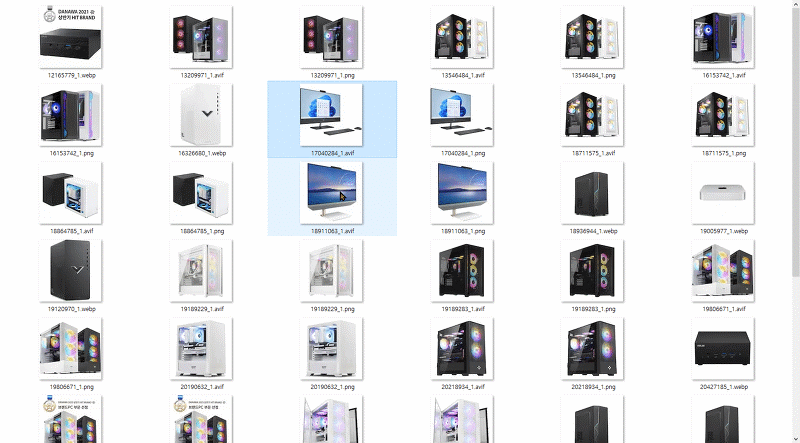 DANAWA 2021 상반기 HIT BRAND
12165779_1.webp
13209971_1.avif
13209971_1.png
13546484_1.avif
13546484_1.png
16153742_1.avif
16153742_1.png
16326680_1.webp
17040284_1.avif
17040284_1.png
18711575_1.avif
18711575_1.png
18864785_1.avif
18864785_1.png
18911063_1.avif
18911063_1.png
18936944_1.webp
19005977_1.webp
19120970_1.webp
19189229_1.avif
19189229_1.png
19189283_1.avif
19189283_1.png
19806671_1.avif
19806671_1.png
20190632_1.avif
20190632_1.png
20218934_1.avif
20218934_1.png
20427185_1.webp